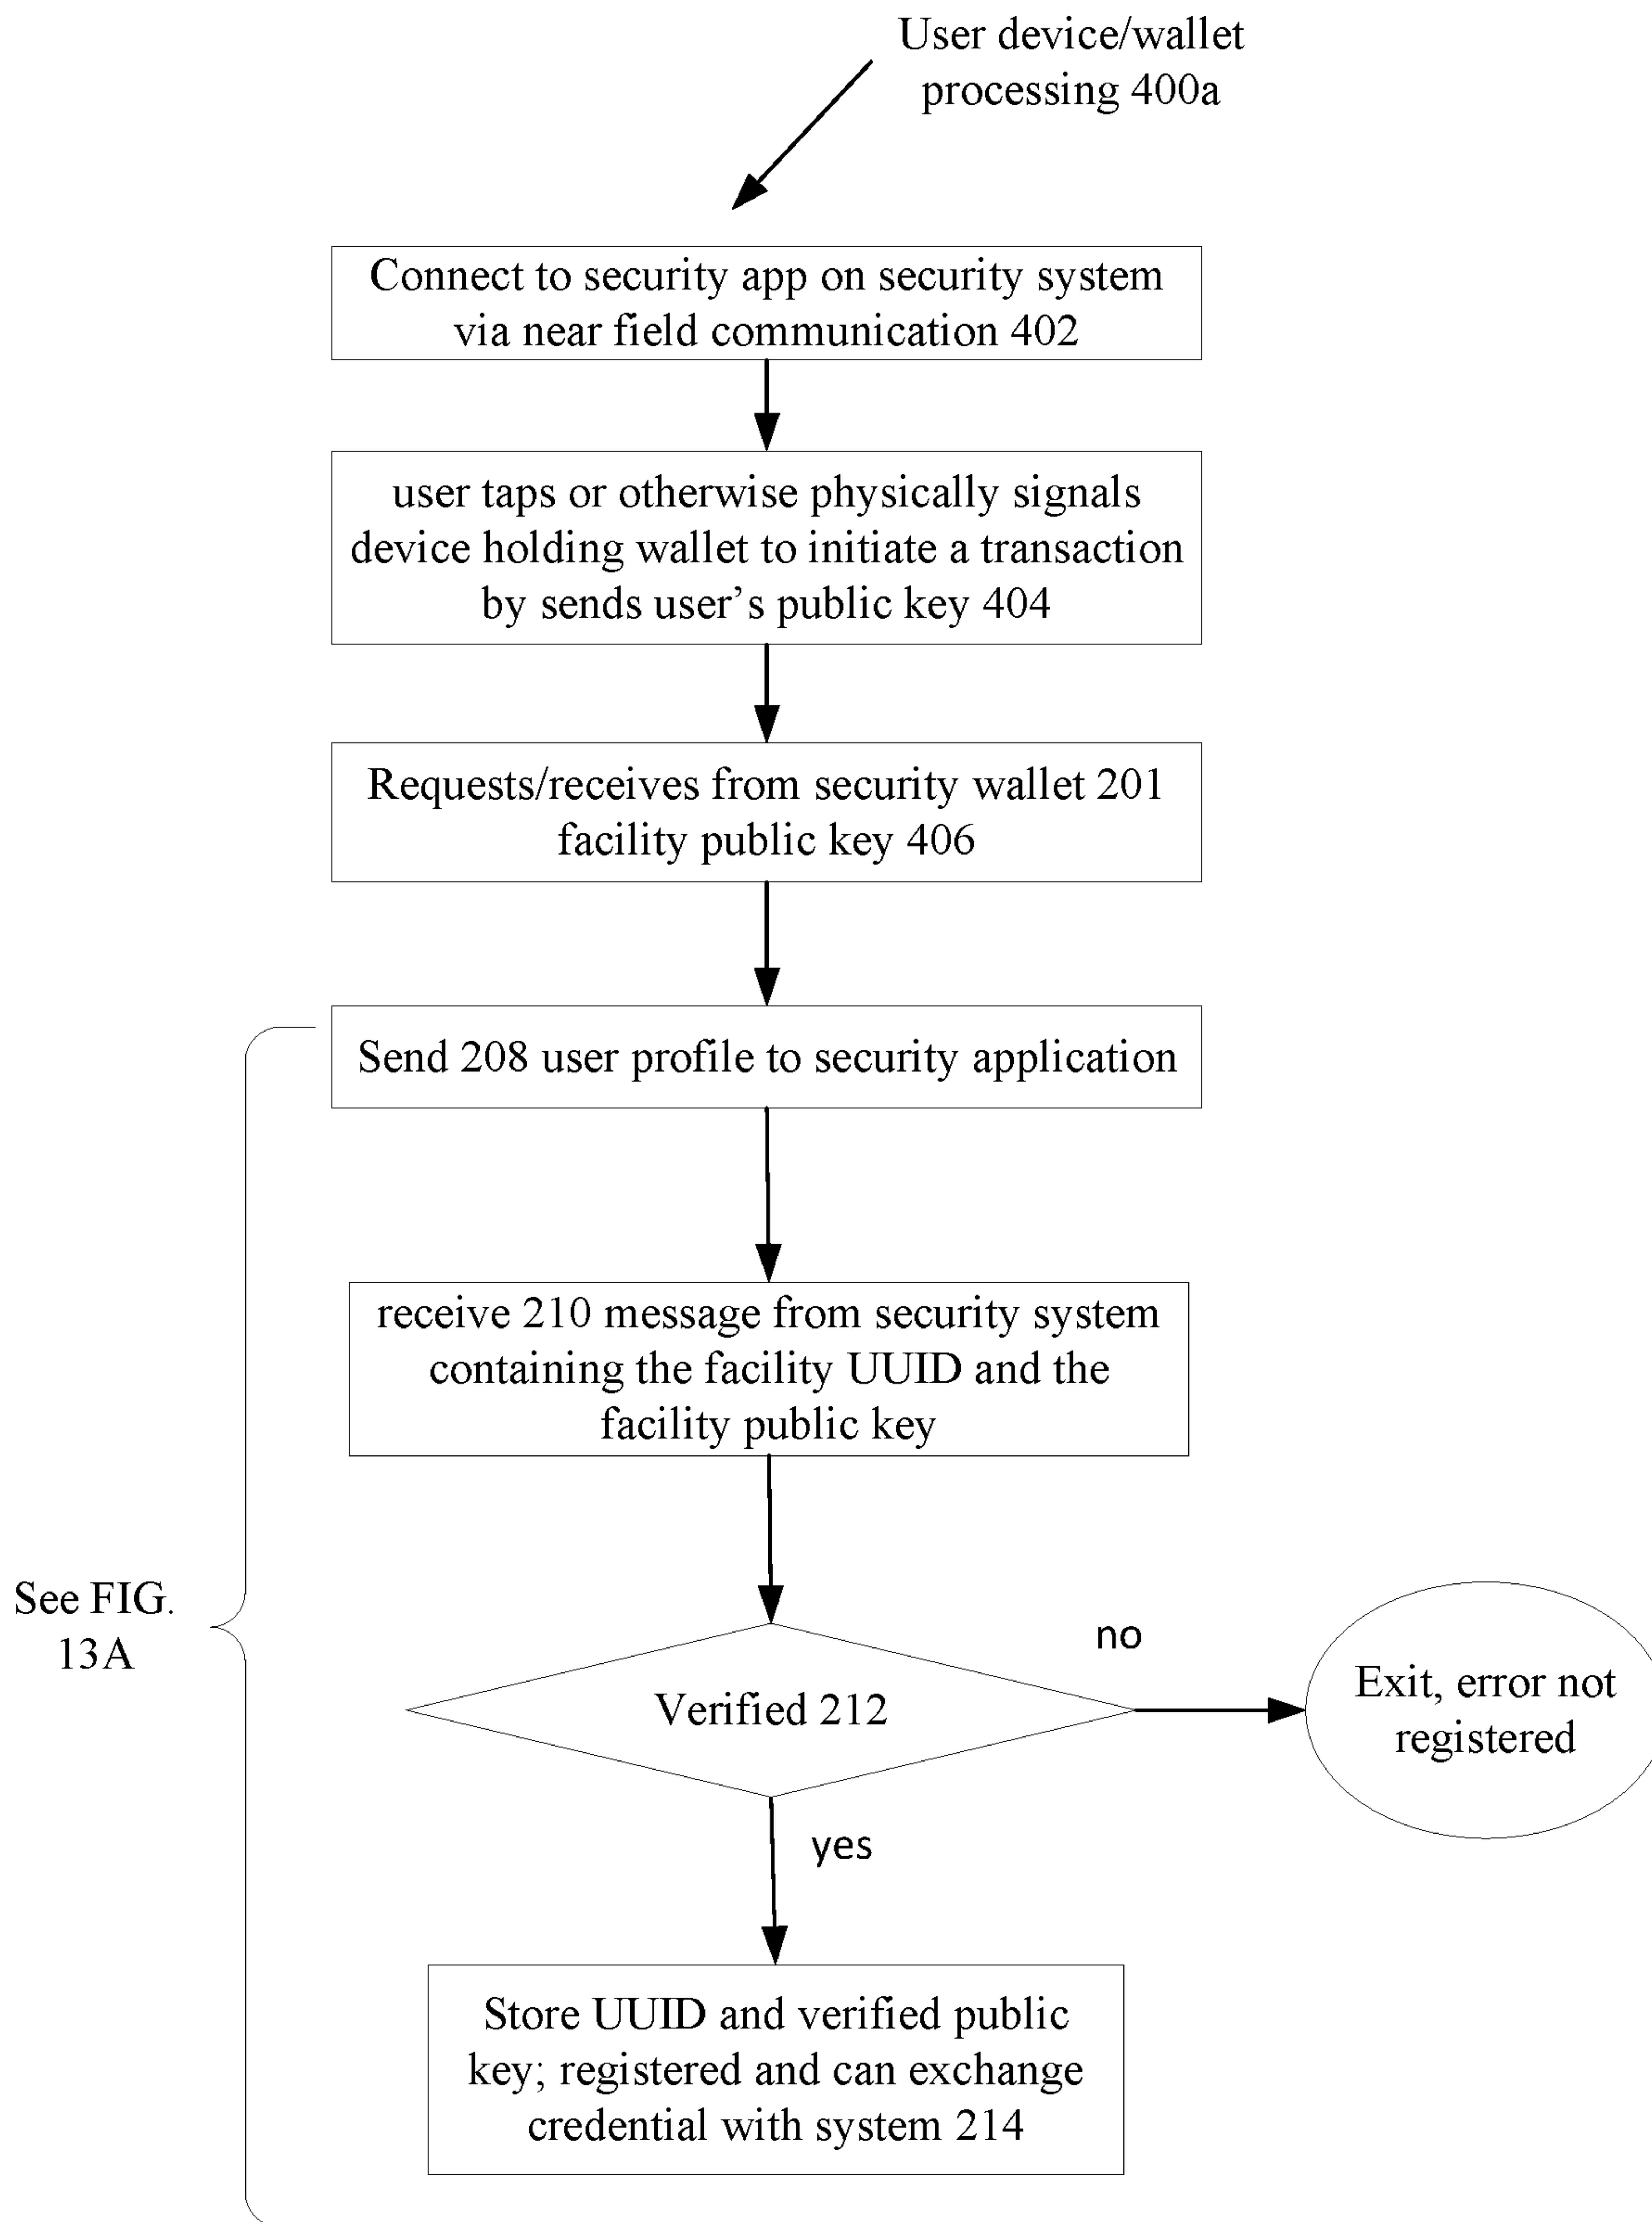 User device/wallet
processing 400a
Connect to security app on security system
via near field communication 402
user taps or otherwise physically signals
device holding wallet to initiate a transaction
by sends user’s public key 404
Requests/receives from security wallet 201
facility public key 406
Send 208 user profile to security application
receive 210 message from security system
containing the facility UUID and the
facility public key
See FIG.
13A
Verified 212
no
Exit, error not
registered
yes
Store UUID and verified public
key; registered and can exchange
credential with system 214